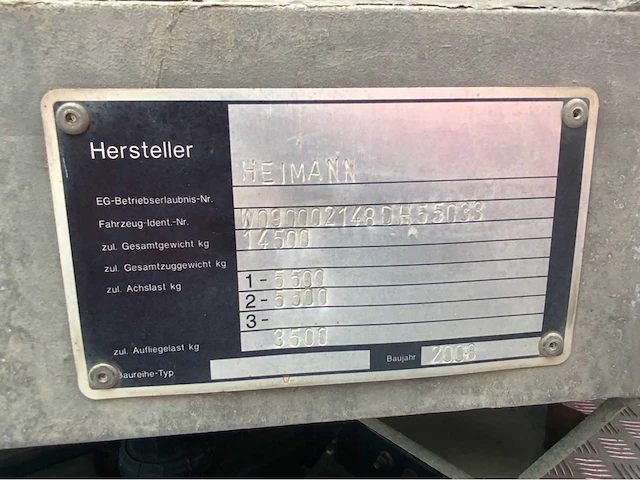 Hersteller HEIMANN
EG-Betriebserlaubnis-Nr.
Fahrzeug-Ident.-Nr. W090002148DH55033
zul. Gesamtgewicht kg 14500
zul. Gesamtzuggewicht kg
zul. Achslast kg 1- 5500
2- 5500
3-
zul. Aufliegelast kg 3500
Baureihe-Typ Baujahr